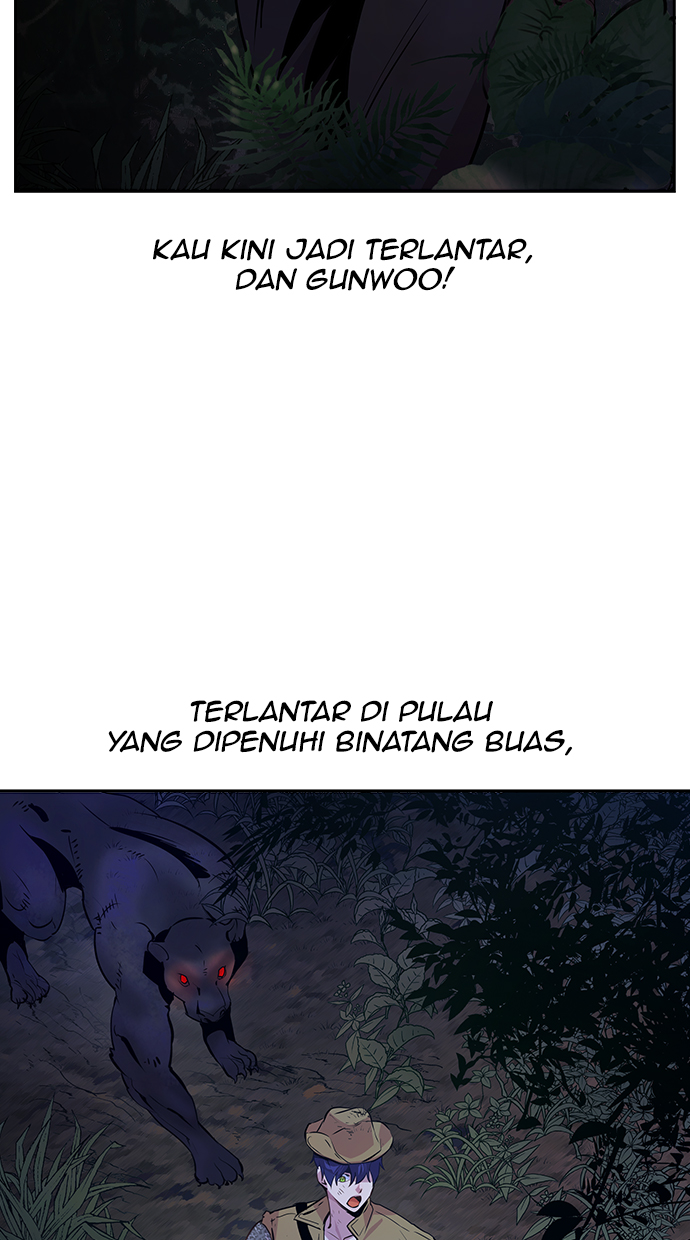 KAU KINI JADI TERLANTAR,
DAN GUNWOO!
TERLANTAR DI PULAU
YANG DIPENUHI BINATANG BUAS,